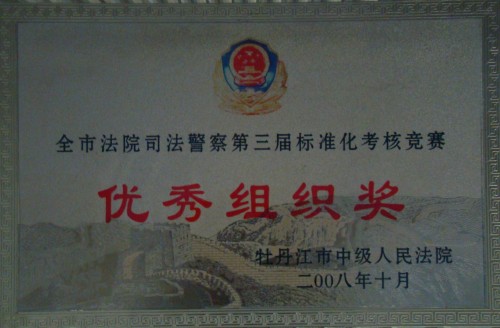 全市法院司法警察第三届标准化考核竞赛
优秀组织奖
牡丹江市中级人民法院
二00八年十月